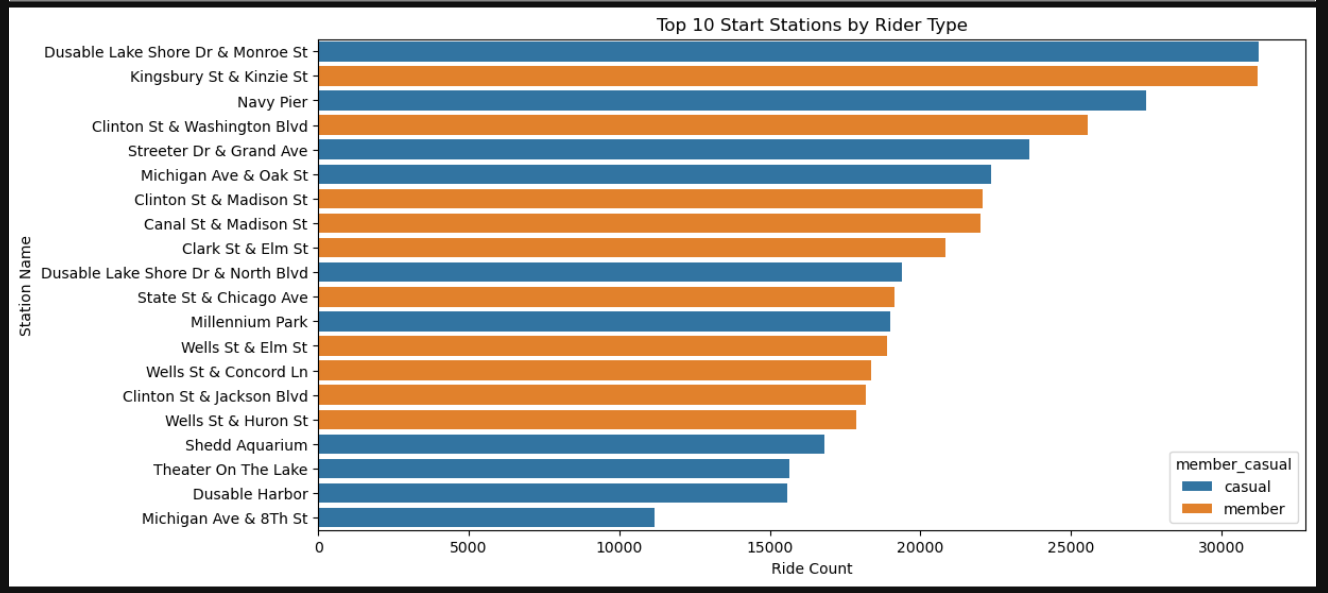 Top 10 Start Stations by Rider Type
Dusable Lake Shore Dr & Monroe St
Kingsbury St & Kinzie St
Navy Pier
Clinton St & Washington Blvd
Streeter Dr & Grand Ave
Michigan Ave & Oak St
Clinton St & Madison St
Canal St & Madison St
Clark St & Elm St
Dusable Lake Shore Dr & North Blvd
State St & Chicago Ave
Millennium Park
Wells St & Elm St
Wells St & Concord Ln
Clinton St & Jackson Blvd
Wells St & Huron St
Shedd Aquarium
Theater On The Lake
Dusable Harbor
Michigan Ave & 8Th St
Station Name
member_casual
casual
member
0 5000 10000 15000 20000 25000 30000
Ride Count